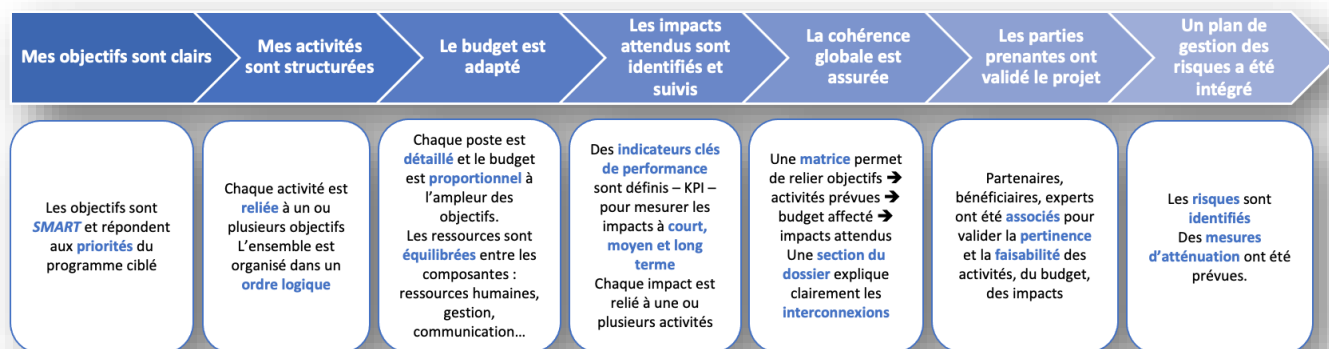 Mes objectifs sont clairs
Mes activités
sont structurées
Le budget est
adapté
Les impacts
attendus sont
identifiés et
suivis
La cohérence
globale est
assurée
Les parties
prenantes ont
validé le projet
Un plan de
gestion des
risques a été
intégré
Les objectifs sont
SMART et répondent
aux priorités du
programme ciblé
Chaque activité est
reliée à un ou
plusieurs objectifs
L’ensemble est
organisé dans un
ordre logique
Chaque poste est
détaillé et le budget
est proportionnel à
l’ampleur des
objectifs.
Les ressources sont
équilibrées entre les
composantes :
ressources humaines,
gestion,
communication…
Des indicateurs clés
de performance
sont définis – KPI –
pour mesurer les
impacts à court,
moyen et long
terme
Chaque impact est
relié à une ou
plusieurs activités
Une matrice permet
de relier objectifs ➔
activités prévues ➔
budget affecté ➔
impacts attendus
Une section du
dossier explique
clairement les
interconnexions
Partenaires,
bénéficiaires, experts
ont été associés pour
valider la pertinence
et la faisabilité des
activités, du budget,
des impacts
Les risques sont
identifiés
Des mesures
d’atténuation ont été
prévues.